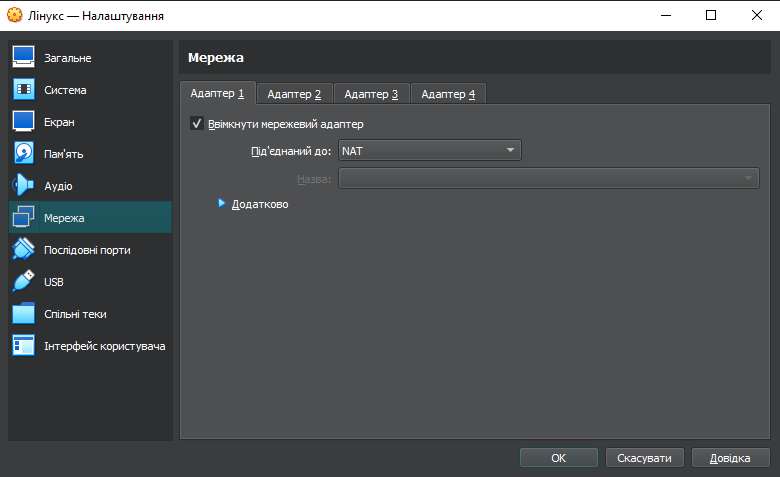 Лінукс — Налаштування
Загальне
Система
Екран
Пам'ять
Аудіо
Мережа
Послідовні порти
USB
Спільні теки
Інтерфейс користувача
Мережа
Адаптер 1
Адаптер 2
Адаптер 3
Адаптер 4
Ввімкнути мережевий адаптер
Під'єднаний до: NAT
Назва:
Додатково
OK
Скасувати
Довідка